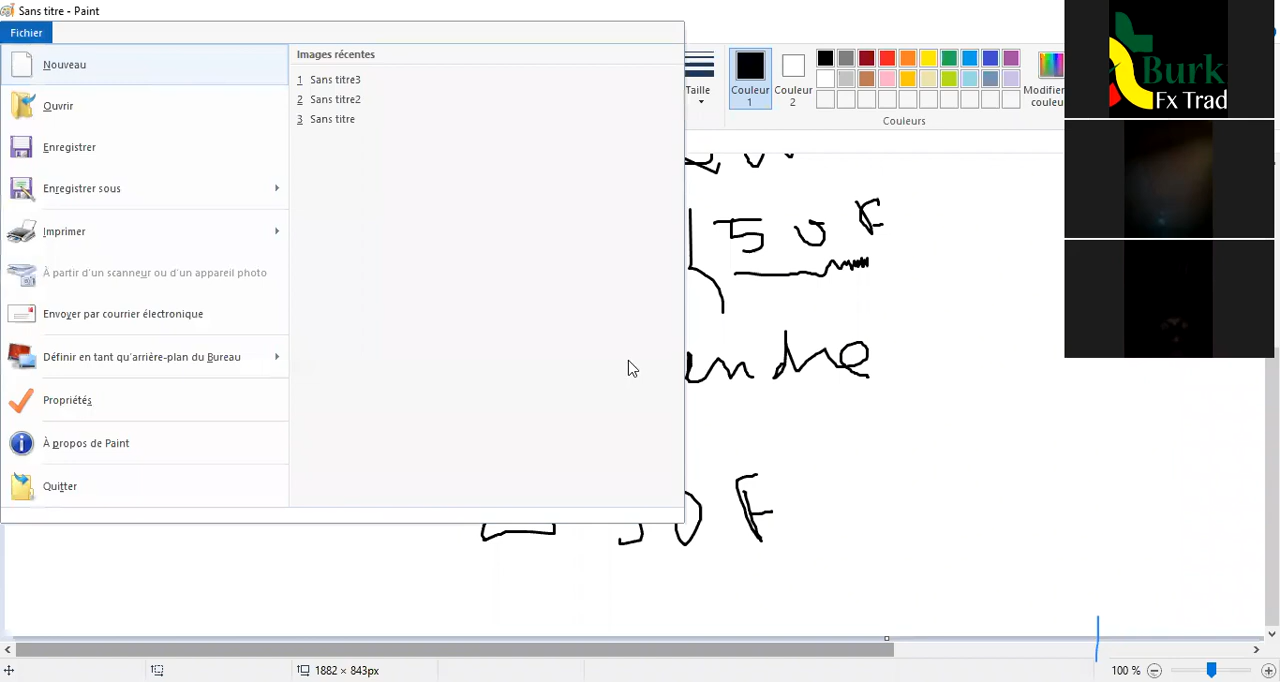 Sans titre - Paint
Fichier
Nouveau
Ouvrir
Enregistrer
Enregistrer sous
Imprimer
À partir d'un scanneur ou d'un appareil photo
Envoyer par courrier électronique
Définir en tant qu'arrière-plan du Bureau
Propriétés
À propos de Paint
Quitter
Images récentes
1 Sans titre3
2 Sans titre2
3 Sans titre
Taille
Couleur 1
Couleur 2
Modifier
couleu
Couleurs
Burk
Fx Trad
50 F
ndre
50 F
1882 × 843px
100 %